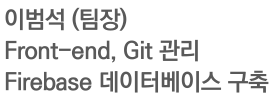 이범석 (팀장)
Front-end, Git 관리
Firebase 데이터베이스 구축